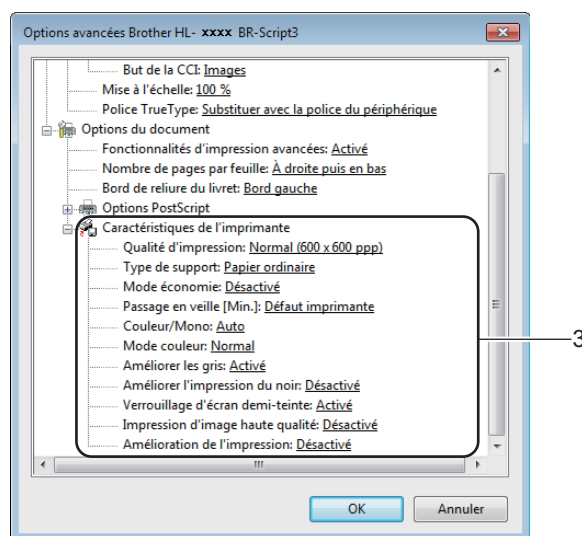 Options avancées Brother HL- xxxx BR-Script3
But de la CCI: Images
Mise à l'échelle: 100 %
Police TrueType: Substituer avec la police du périphérique
Options du document
Fonctionnalités d'impression avancées: Activé
Nombre de pages par feuille: À droite puis en bas
Bord de reliure du livret: Bord gauche
Options PostScript
Caractéristiques de l'imprimante
Qualité d'impression: Normal (600 x 600 ppp)
Type de support: Papier ordinaire
Mode économie: Désactivé
Passage en veille [Min.]: Défaut imprimante
Couleur/Mono: Auto
3
Mode couleur: Normal
Améliorer les gris: Activé
Améliorer l'impression du noir: Désactivé
Verrouillage d'écran demi-teinte: Activé
Impression d'image haute qualité: Désactivé
Amélioration de l'impression: Désactivé
OK
Annuler